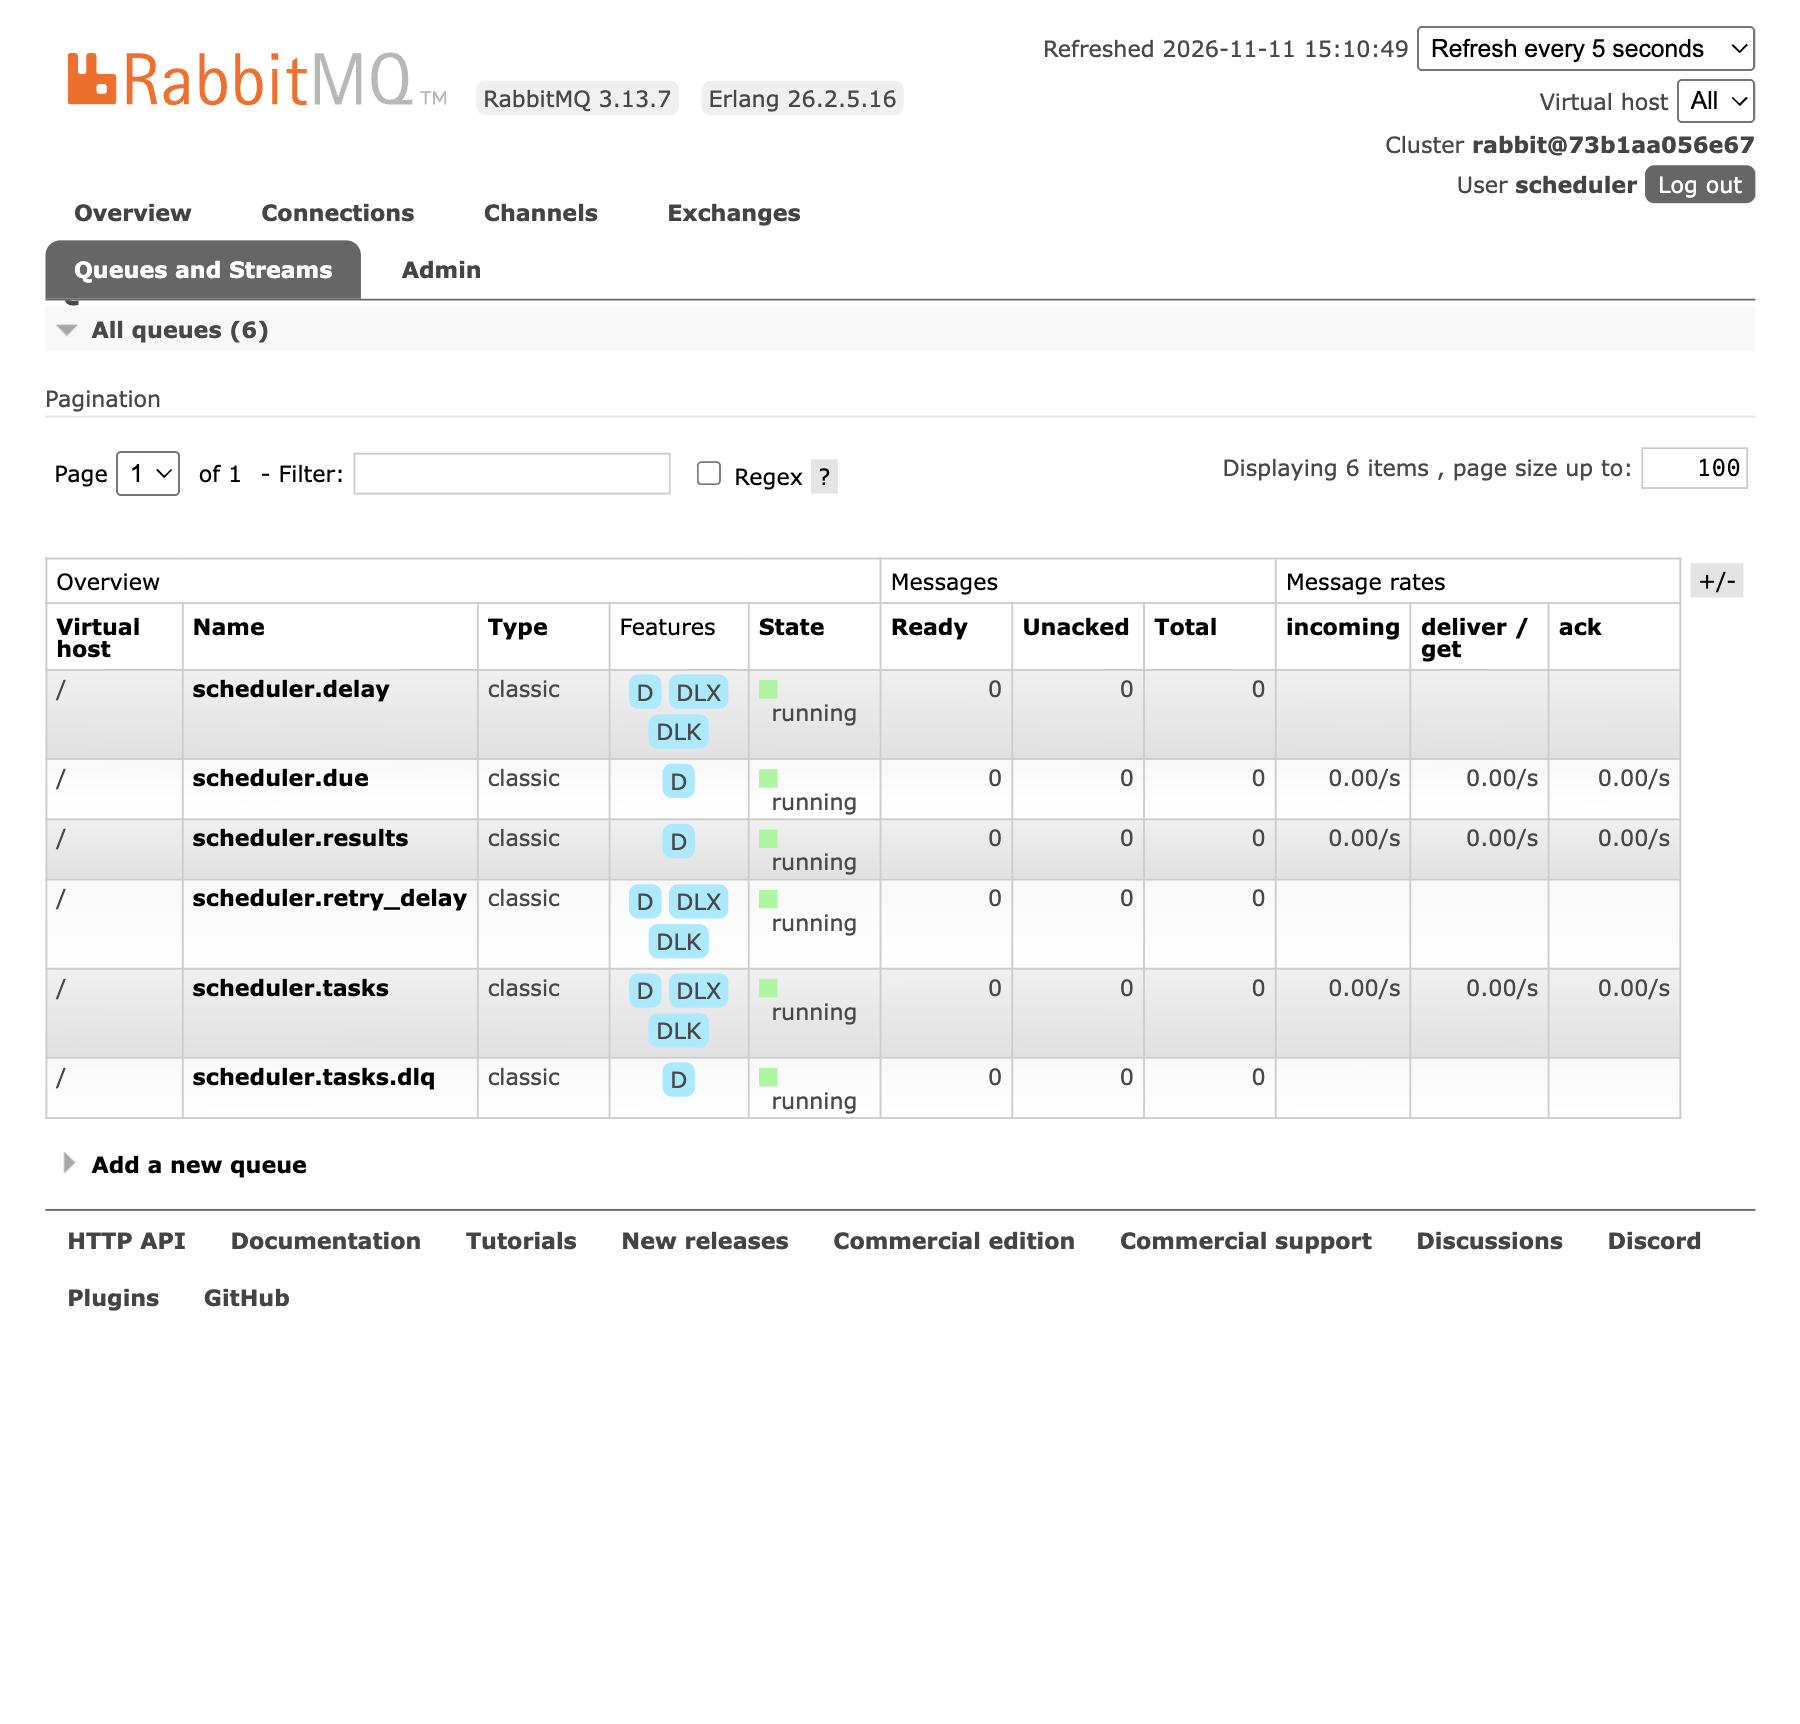 Refreshed 2026-11-11 15:10:49 Refresh every 5 seconds
RabbitMQ TM RabbitMQ 3.13.7 Erlang 26.2.5.16
Virtual host All
Cluster rabbit@73b1aa056e67
User scheduler Log out
Overview Connections Channels Exchanges
Queues and Streams Admin
All queues (6)
Pagination
Page 1 of 1 - Filter: Regex ? Displaying 6 items , page size up to: 100
Overview Messages Message rates +/-
Virtual host Name Type Features State Ready Unacked Total incoming deliver / get ack
/ scheduler.delay classic D DLX DLK running 0 0 0
/ scheduler.due classic D running 0 0 0 0.00/s 0.00/s 0.00/s
/ scheduler.results classic D running 0 0 0 0.00/s 0.00/s 0.00/s
/ scheduler.retry_delay classic D DLX DLK running 0 0 0
/ scheduler.tasks classic D DLX DLK running 0 0 0 0.00/s 0.00/s 0.00/s
/ scheduler.tasks.dlq classic D running 0 0 0
Add a new queue
HTTP API Documentation Tutorials New releases Commercial edition Commercial support Discussions Discord
Plugins GitHub